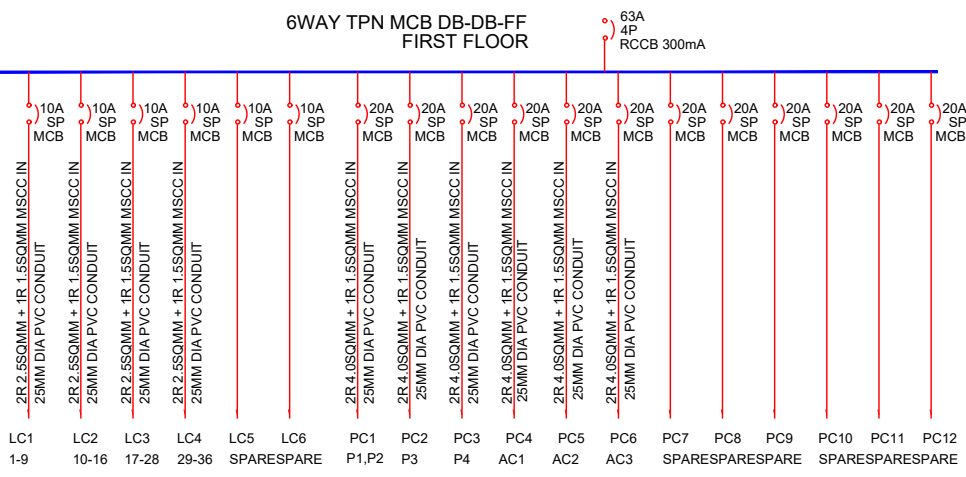 6WAY TPN MCB DB-DB-FF
FIRST FLOOR
63A
4P
RCCB 300mA
10A
SP
MCB
10A
SP
MCB
10A
SP
MCB
10A
SP
MCB
10A
SP
MCB
10A
SP
MCB
20A
SP
MCB
20A
SP
MCB
20A
SP
MCB
20A
SP
MCB
20A
SP
MCB
20A
SP
MCB
20A
SP
MCB
20A
SP
MCB
20A
SP
MCB
20A
SP
MCB
20A
SP
MCB
20A
SP
MCB
2R 2.5SQMM + 1R 1.5SQMM MSCC IN
25MM DIA PVC CONDUIT
2R 2.5SQMM + 1R 1.5SQMM MSCC IN
25MM DIA PVC CONDUIT
2R 2.5SQMM + 1R 1.5SQMM MSCC IN
25MM DIA PVC CONDUIT
2R 2.5SQMM + 1R 1.5SQMM MSCC IN
25MM DIA PVC CONDUIT
2R 4.0SQMM + 1R 1.5SQMM MSCC IN
25MM DIA PVC CONDUIT
2R 4.0SQMM + 1R 1.5SQMM MSCC IN
25MM DIA PVC CONDUIT
2R 4.0SQMM + 1R 1.5SQMM MSCC IN
25MM DIA PVC CONDUIT
2R 4.0SQMM + 1R 1.5SQMM MSCC IN
25MM DIA PVC CONDUIT
2R 4.0SQMM + 1R 1.5SQMM MSCC IN
25MM DIA PVC CONDUIT
2R 4.0SQMM + 1R 1.5SQMM MSCC IN
25MM DIA PVC CONDUIT
LC1 LC2 LC3 LC4 LC5 LC6 PC1 PC2 PC3 PC4 PC5 PC6 PC7 PC8 PC9 PC10 PC11 PC12
1-9 10-16 17-28 29-36 SPARE SPARE P1,P2 P3 P4 AC1 AC2 AC3 SPARE SPARE SPARE SPARE SPARE SPARE